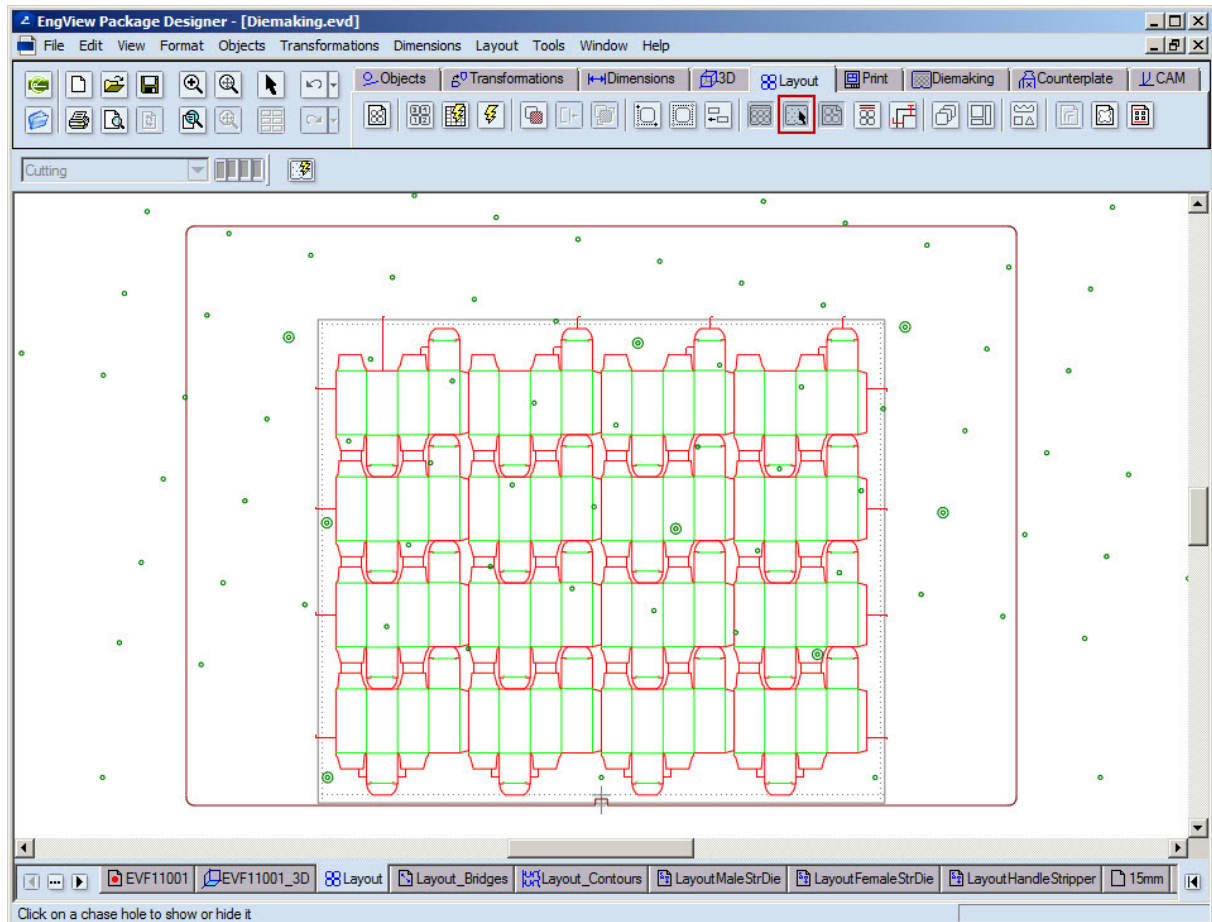 EngView Package Designer - [Diemaking.evd]
File Edit View Format Objects Transformations Dimensions Layout Tools Window Help
Objects Transformations Dimensions 3D Layout Print Diemaking Counterplate CAM
Cutting
EVF11001 EVF11001_3D Layout Layout_Bridges Layout_Contours LayoutMaleStrDie LayoutFemaleStrDie LayoutHandleStripper 15mm
Click on a chase hole to show or hide it